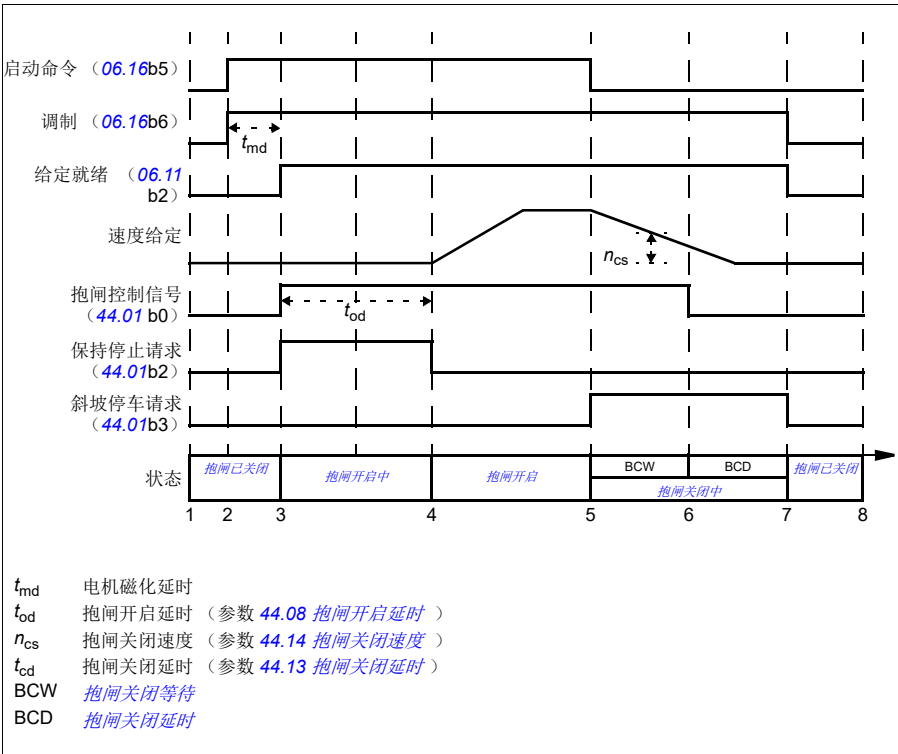 启动命令 （06.16b5）
调制 （06.16b6）
tmd
给定就绪 （06.11
b2）
速度给定
ncs
抱闸控制信号
（44.01 b0）
tod
保持停止请求
（44.01b2）
斜坡停车请求
（44.01b3）
状态
抱闸已关闭
抱闸开启中
抱闸开启
BCW
BCD
抱闸关闭中
抱闸已关闭
1 2 3 4 5 6 7 8
tmd 电机磁化延时
tod 抱闸开启延时 （参数 44.08 抱闸开启延时 ）
ncs 抱闸关闭速度 （参数 44.14 抱闸关闭速度 ）
tcd 抱闸关闭延时 （参数 44.13 抱闸关闭延时 ）
BCW 抱闸关闭等待
BCD 抱闸关闭延时